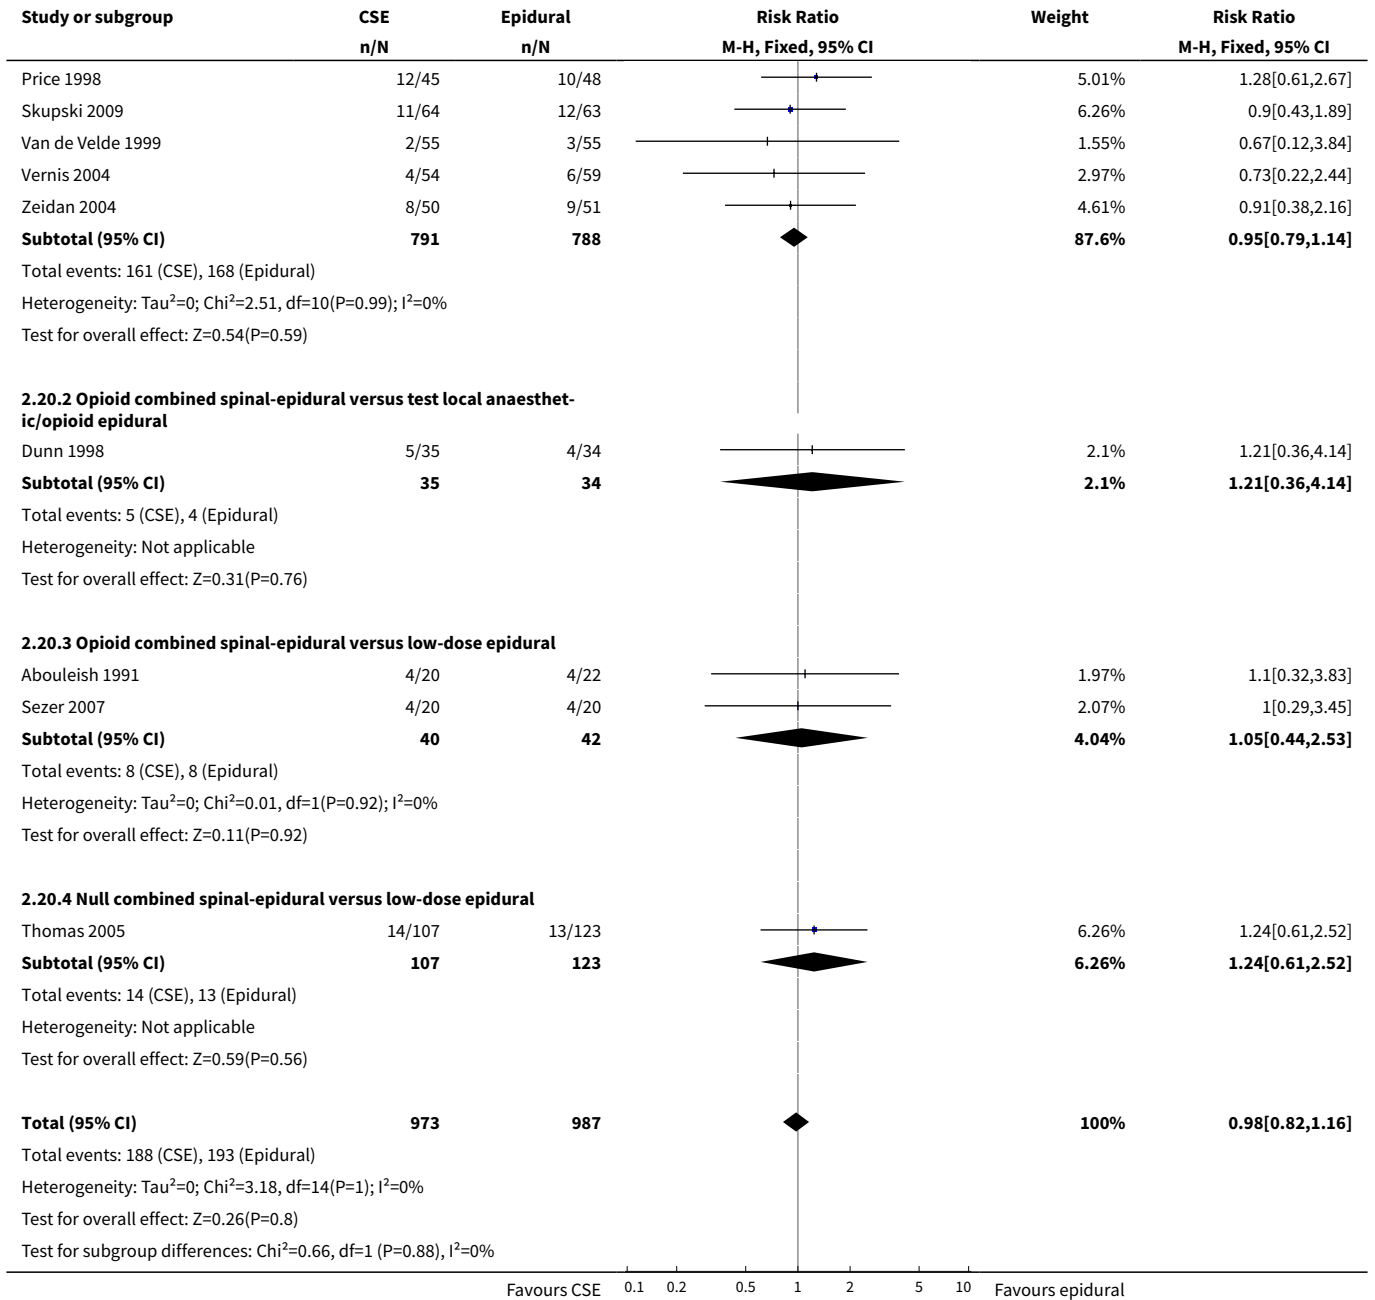 Study or subgroup CSE Epidural Risk Ratio Weight Risk Ratio
n/N n/N M-H, Fixed, 95% CI M-H, Fixed, 95% CI
Price 1998 12/45 10/48 5.01% 1.28[0.61,2.67]
Skupski 2009 11/64 12/63 6.26% 0.9[0.43,1.89]
Van de Velde 1999 2/55 3/55 1.55% 0.67[0.12,3.84]
Vernis 2004 4/54 6/59 2.97% 0.73[0.22,2.44]
Zeidan 2004 8/50 9/51 4.61% 0.91[0.38,2.16]
Subtotal (95% CI) 791 788 87.6% 0.95[0.79,1.14]
Total events: 161 (CSE), 168 (Epidural)
Heterogeneity: Tau²=0; Chi²=2.51, df=10(P=0.99); I²=0%
Test for overall effect: Z=0.54(P=0.59)
2.20.2 Opioid combined spinal-epidural versus test local anaesthet-
ic/opioid epidural
Dunn 1998 5/35 4/34 2.1% 1.21[0.36,4.14]
Subtotal (95% CI) 35 34 2.1% 1.21[0.36,4.14]
Total events: 5 (CSE), 4 (Epidural)
Heterogeneity: Not applicable
Test for overall effect: Z=0.31(P=0.76)
2.20.3 Opioid combined spinal-epidural versus low-dose epidural
Abouleish 1991 4/20 4/22 1.97% 1.1[0.32,3.83]
Sezer 2007 4/20 4/20 2.07% 1[0.29,3.45]
Subtotal (95% CI) 40 42 4.04% 1.05[0.44,2.53]
Total events: 8 (CSE), 8 (Epidural)
Heterogeneity: Tau²=0; Chi²=0.01, df=1(P=0.92); I²=0%
Test for overall effect: Z=0.11(P=0.92)
2.20.4 Null combined spinal-epidural versus low-dose epidural
Thomas 2005 14/107 13/123 6.26% 1.24[0.61,2.52]
Subtotal (95% CI) 107 123 6.26% 1.24[0.61,2.52]
Total events: 14 (CSE), 13 (Epidural)
Heterogeneity: Not applicable
Test for overall effect: Z=0.59(P=0.56)
Total (95% CI) 973 987 100% 0.98[0.82,1.16]
Total events: 188 (CSE), 193 (Epidural)
Heterogeneity: Tau²=0; Chi²=3.18, df=14(P=1); I²=0%
Test for overall effect: Z=0.26(P=0.8)
Test for subgroup differences: Chi²=0.66, df=1 (P=0.88), I²=0%
Favours CSE 0.1 0.2 0.5 1 2 5 10 Favours epidural